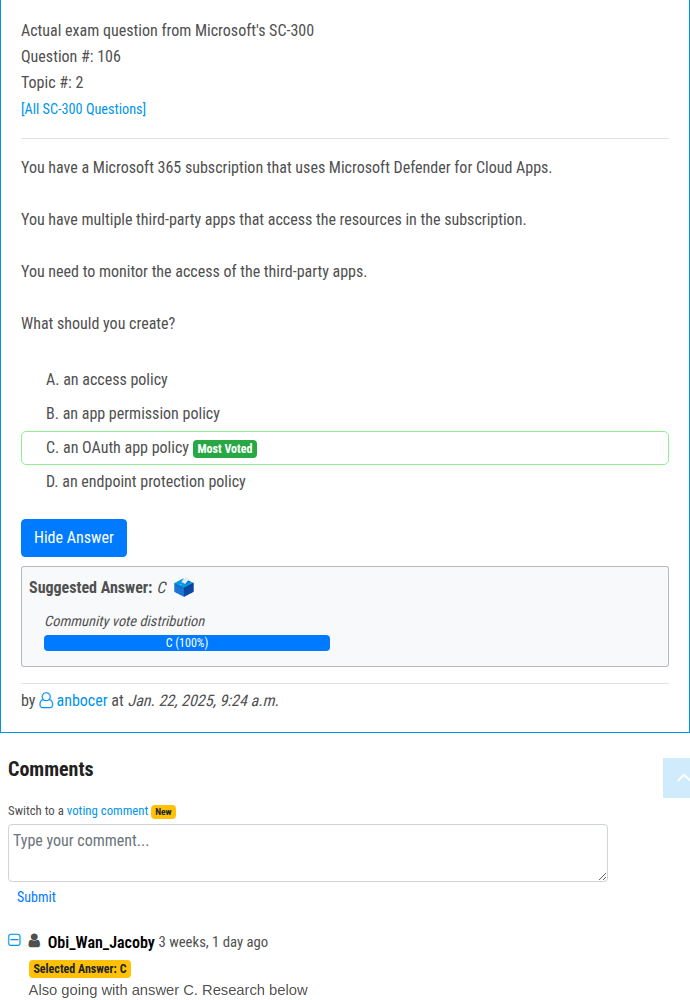 Actual exam question from Microsoft's SC-300
Question #: 106
Topic #: 2
[All SC-300 Questions]
You have a Microsoft 365 subscription that uses Microsoft Defender for Cloud Apps.
You have multiple third-party apps that access the resources in the subscription.
You need to monitor the access of the third-party apps.
What should you create?
A. an access policy
B. an app permission policy
C. an OAuth app policy Most Voted
D. an endpoint protection policy
Hide Answer
Suggested Answer: C
Community vote distribution
C (100%)
by anbocer at Jan. 22, 2025, 9:24 a.m.
Comments
Switch to a voting comment New
Type your comment...
Submit
Obi_Wan_Jacoby 3 weeks, 1 day ago
Selected Answer: C
Also going with answer C. Research below